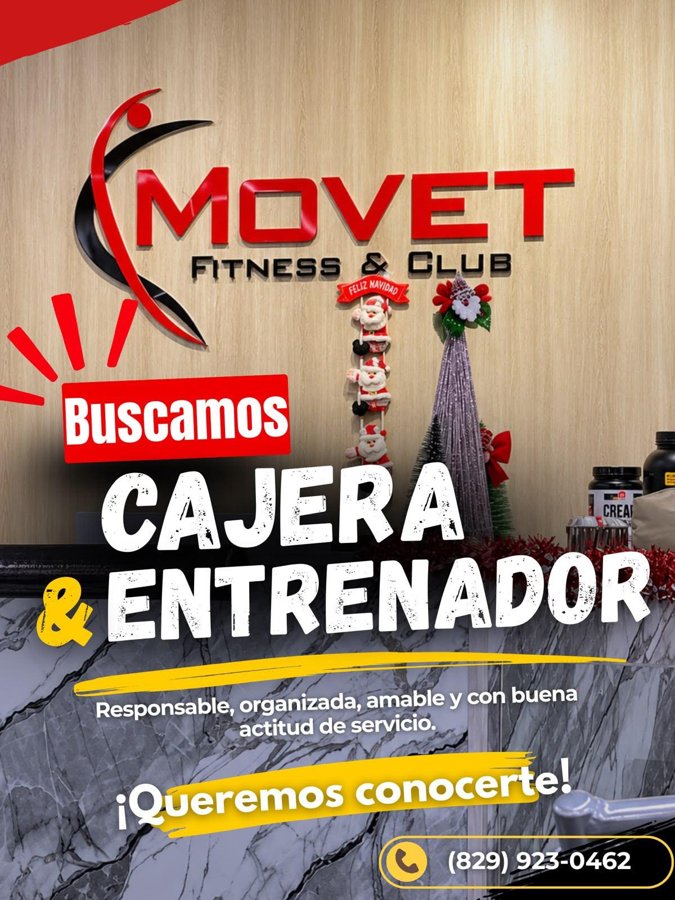 MOVET
FITNESS & CLUB
FELIZ NAVIDAD
Buscamos
CAJERA
& ENTRENADOR
CREA
Responsable, organizada, amable y con buena
actitud de servicio.
¡Queremos conocerte!
(829) 923-0462